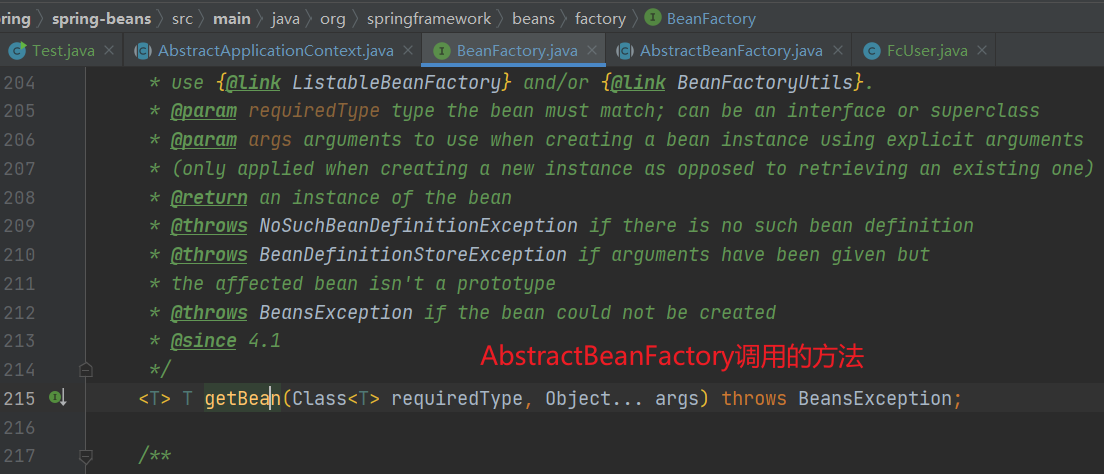 ring › spring-beans › src › main › java › org › springframework › beans › factory › BeanFactory
Test.java AbstractApplicationContext.java BeanFactory.java AbstractBeanFactory.java FcUser.java
204 * use {@link ListableBeanFactory} and/or {@link BeanFactoryUtils}.
205 * @param requiredType type the bean must match; can be an interface or superclass
206 * @param args arguments to use when creating a bean instance using explicit arguments
207 * (only applied when creating a new instance as opposed to retrieving an existing one)
208 * @return an instance of the bean
209 * @throws NoSuchBeanDefinitionException if there is no such bean definition
210 * @throws BeanDefinitionStoreException if arguments have been given but
211 * the affected bean isn't a prototype
212 * @throws BeansException if the bean could not be created
213 * @since 4.1
AbstractBeanFactory调用的方法
214 */
215 <T> T getBean(Class<T> requiredType, Object... args) throws BeansException;
216
217 /**